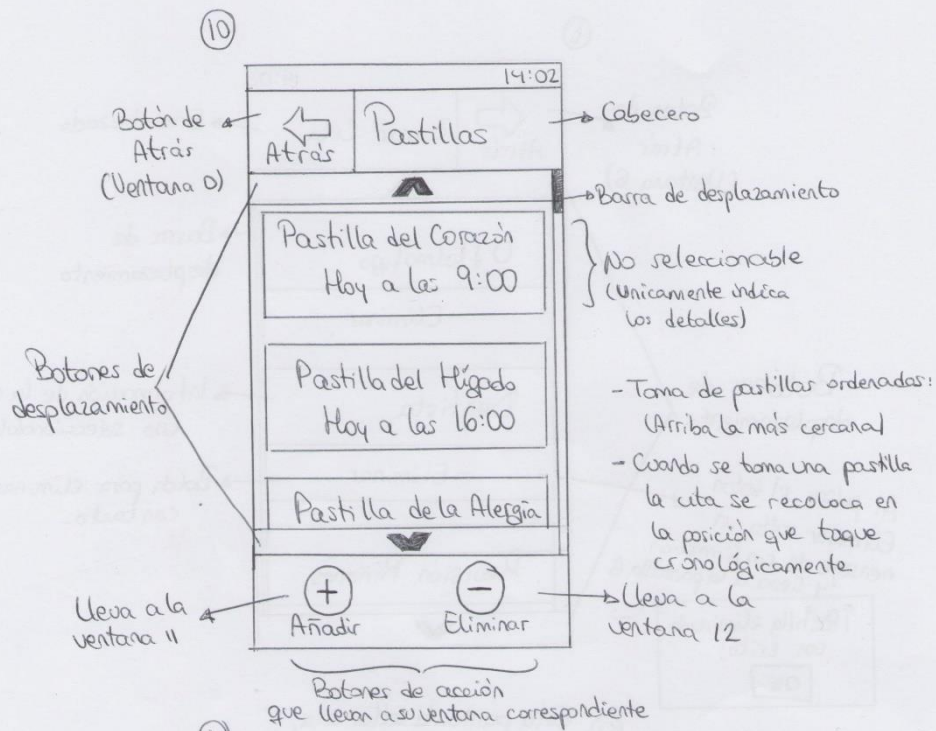 10
14:02
Botón de
Atrás
(Ventana 0)
Atrás
Pastillas
Cabecero
Barra de desplazamiento
Pastilla del Corazón
Hoy a las 9:00
No seleccionable
(Unicamente indica
los detalles)
Botones de
desplazamiento
Pastilla del Hígado
Hoy a las 16:00
- Toma de pastillas ordenadas:
(Arriba la más cercana)
- Cuando se toma una pastilla
la cita se recoloca en
la posición que toque
cronológicamente
Pastilla de la Alergia
Lleva a la
ventana 11
+
Añadir
-
Eliminar
Lleva a la
ventana 12
Botones de acción
que llevan a su ventana correspondiente